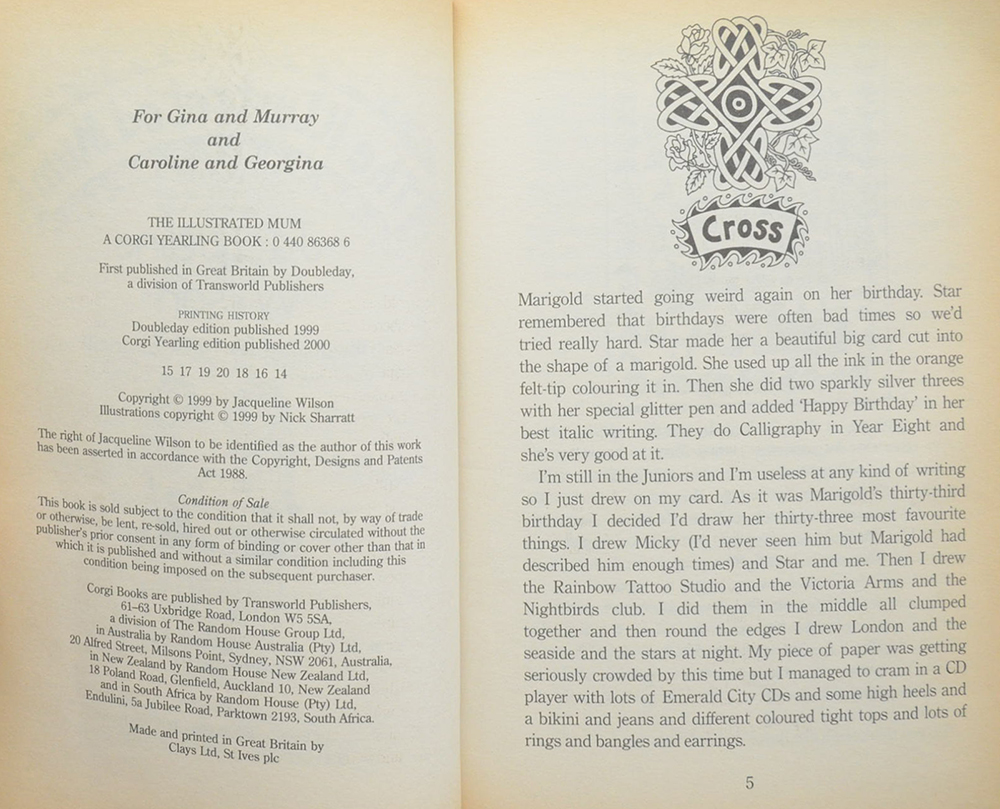 For Gina and Murray
and
Caroline and Georgina
THE ILLUSTRATED MUM
A CORGI YEARLING BOOK : 0 440 86368 6
First published in Great Britain by Doubleday,
a division of Transworld Publishers
PRINTING HISTORY
Doubleday edition published 1999
Corgi Yearling edition published 2000
15 17 19 20 18 16 14
Copyright © 1999 by Jacqueline Wilson
Illustrations copyright © 1999 by Nick Sharratt
The right of Jacqueline Wilson to be identified as the author of this work
has been asserted in accordance with the Copyright, Designs and Patents
Act 1988.
Condition of Sale
This book is sold subject to the condition that it shall not, by way of trade
or otherwise, be lent, re-sold, hired out or otherwise circulated without the
publisher's prior consent in any form of binding or cover other than that in
which it is published and without a similar condition including this
condition being imposed on the subsequent purchaser.
Corgi Books are published by Transworld Publishers,
61–63 Uxbridge Road, London W5 5SA,
a division of The Random House Group Ltd,
in Australia by Random House Australia (Pty) Ltd,
20 Alfred Street, Milsons Point, Sydney, NSW 2061, Australia,
in New Zealand by Random House New Zealand Ltd,
18 Poland Road, Glenfield, Auckland 10, New Zealand
and in South Africa by Random House (Pty) Ltd,
Endulini, 5a Jubilee Road, Parktown 2193, South Africa.
Made and printed in Great Britain by
Clays Ltd, St Ives plc
Cross
Marigold started going weird again on her birthday. Star
remembered that birthdays were often bad times so we'd
tried really hard. Star made her a beautiful big card cut into
the shape of a marigold. She used up all the ink in the orange
felt-tip colouring it in. Then she did two sparkly silver threes
with her special glitter pen and added 'Happy Birthday' in her
best italic writing. They do Calligraphy in Year Eight and
she's very good at it.
I'm still in the Juniors and I'm useless at any kind of writing
so I just drew on my card. As it was Marigold's thirty-third
birthday I decided I'd draw her thirty-three most favourite
things. I drew Micky (I'd never seen him but Marigold had
described him enough times) and Star and me. Then I drew
the Rainbow Tattoo Studio and the Victoria Arms and the
Nightbirds club. I did them in the middle all clumped
together and then round the edges I drew London and the
seaside and the stars at night. My piece of paper was getting
seriously crowded by this time but I managed to cram in a CD
player with lots of Emerald City CDs and some high heels and
a bikini and jeans and different coloured tight tops and lots of
rings and bangles and earrings.
5